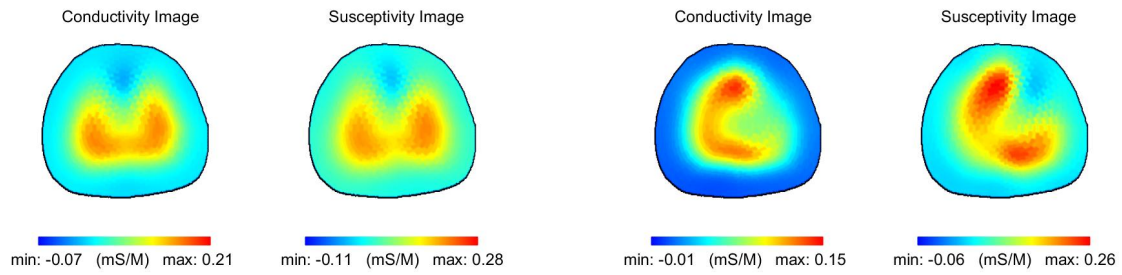 Conductivity Image
Susceptivity Image
Conductivity Image
Susceptivity Image
min: -0.07 (mS/M) max: 0.21
min: -0.11 (mS/M) max: 0.28
min: -0.01 (mS/M) max: 0.15
min: -0.06 (mS/M) max: 0.26